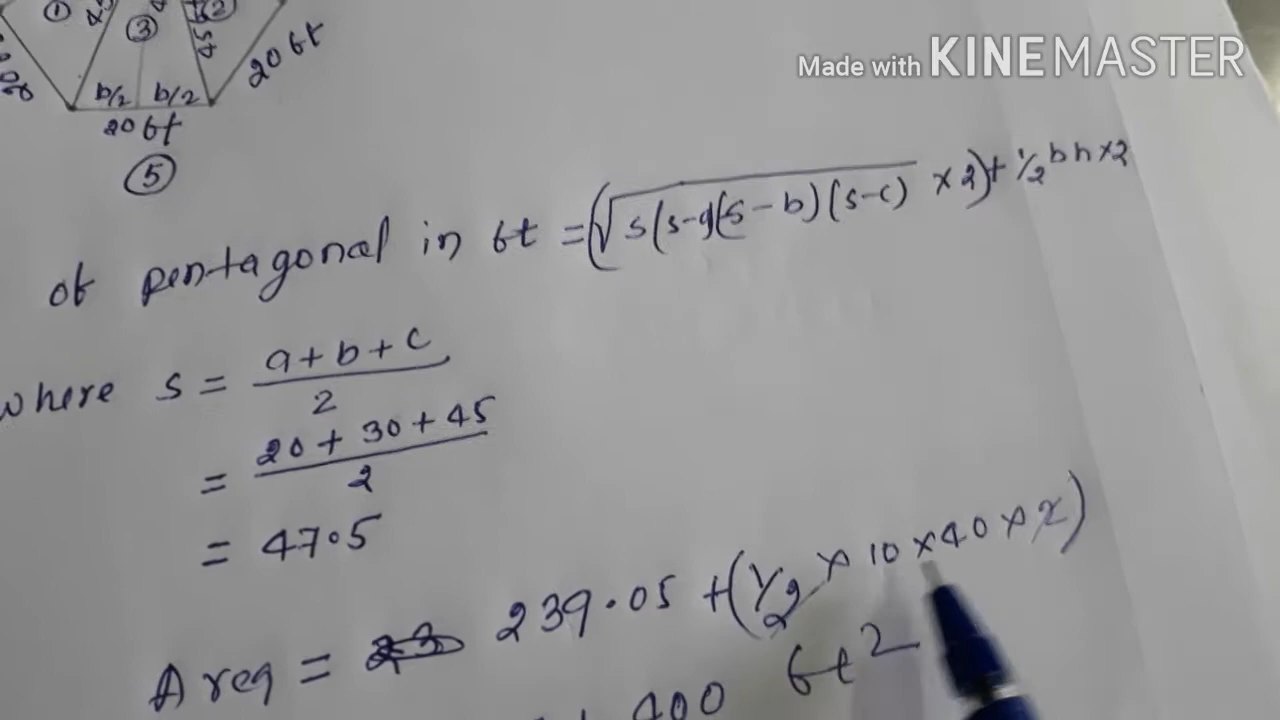 Made with KINEMASTER
① ③ ②
45
b/2 b/2 20 ft
20 ft
⑤
of pentagonal in ft = (√s(s-a)(s-b)(s-c) × 2) + 1/2 bh×2
where s = a+b+c / 2
= 20 + 30 + 45 / 2
= 47.5
Area = 239.05 + (1/2 × 10 × 40 × 2)
400 ft²